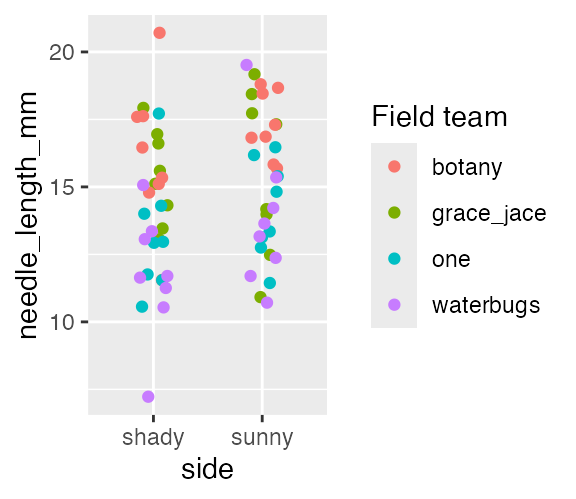 needle_length_mm
20
15
10
shady
sunny
side
Field team
botany
grace_jace
one
waterbugs